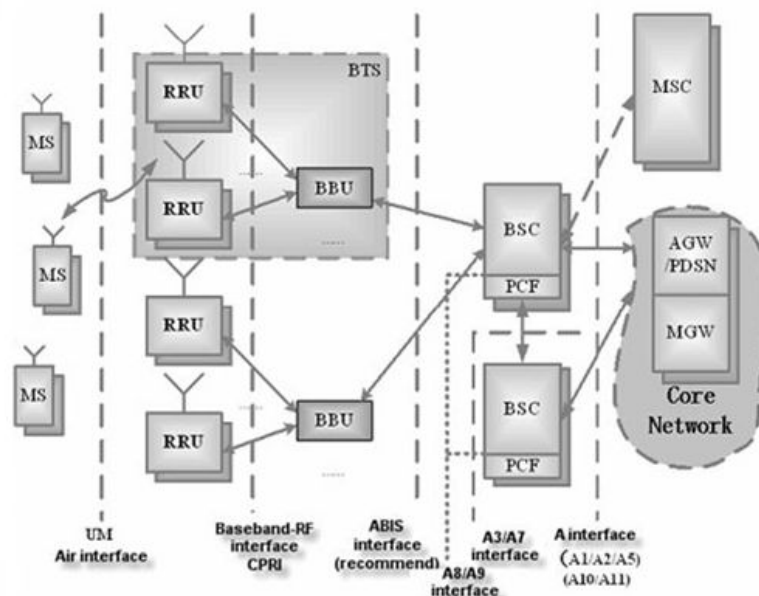 BTS
RRU
MSC
MS
.....
RRU
BBU
BSC
AGW
/PDSN
MS
.....
PCF
RRU
MGW
MS
BSC
Core
Network
.....
BBU
RRU
PCF
.....
UM
Air interface
Baseband-RF
interface
CPRI
ABIS
interface
(recommend)
A8/A9
interface
A3/A7
interface
A interface
(A1/A2/A5)
(A10/A11)